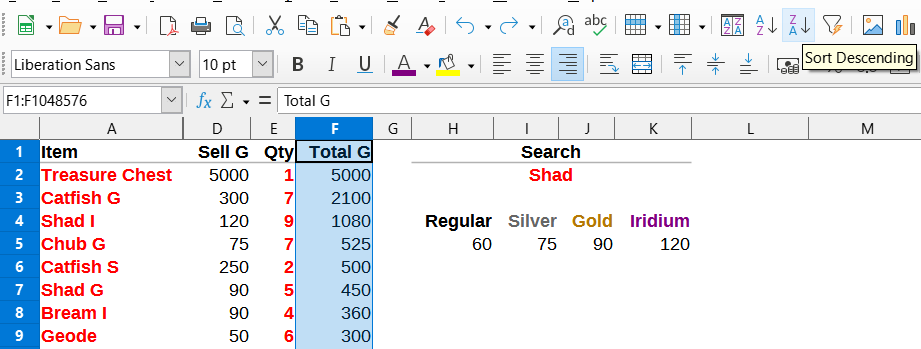 abc
Liberation Sans 10 pt B I U A
Sort Descending
F1:F1048576 fx Σ = Total G
A D E F G H I J K L M
1 Item Sell G Qty Total G Search
2 Treasure Chest 5000 1 5000 Shad
3 Catfish G 300 7 2100
4 Shad I 120 9 1080 Regular Silver Gold Iridium
5 Chub G 75 7 525 60 75 90 120
6 Catfish S 250 2 500
7 Shad G 90 5 450
8 Bream I 90 4 360
9 Geode 50 6 300